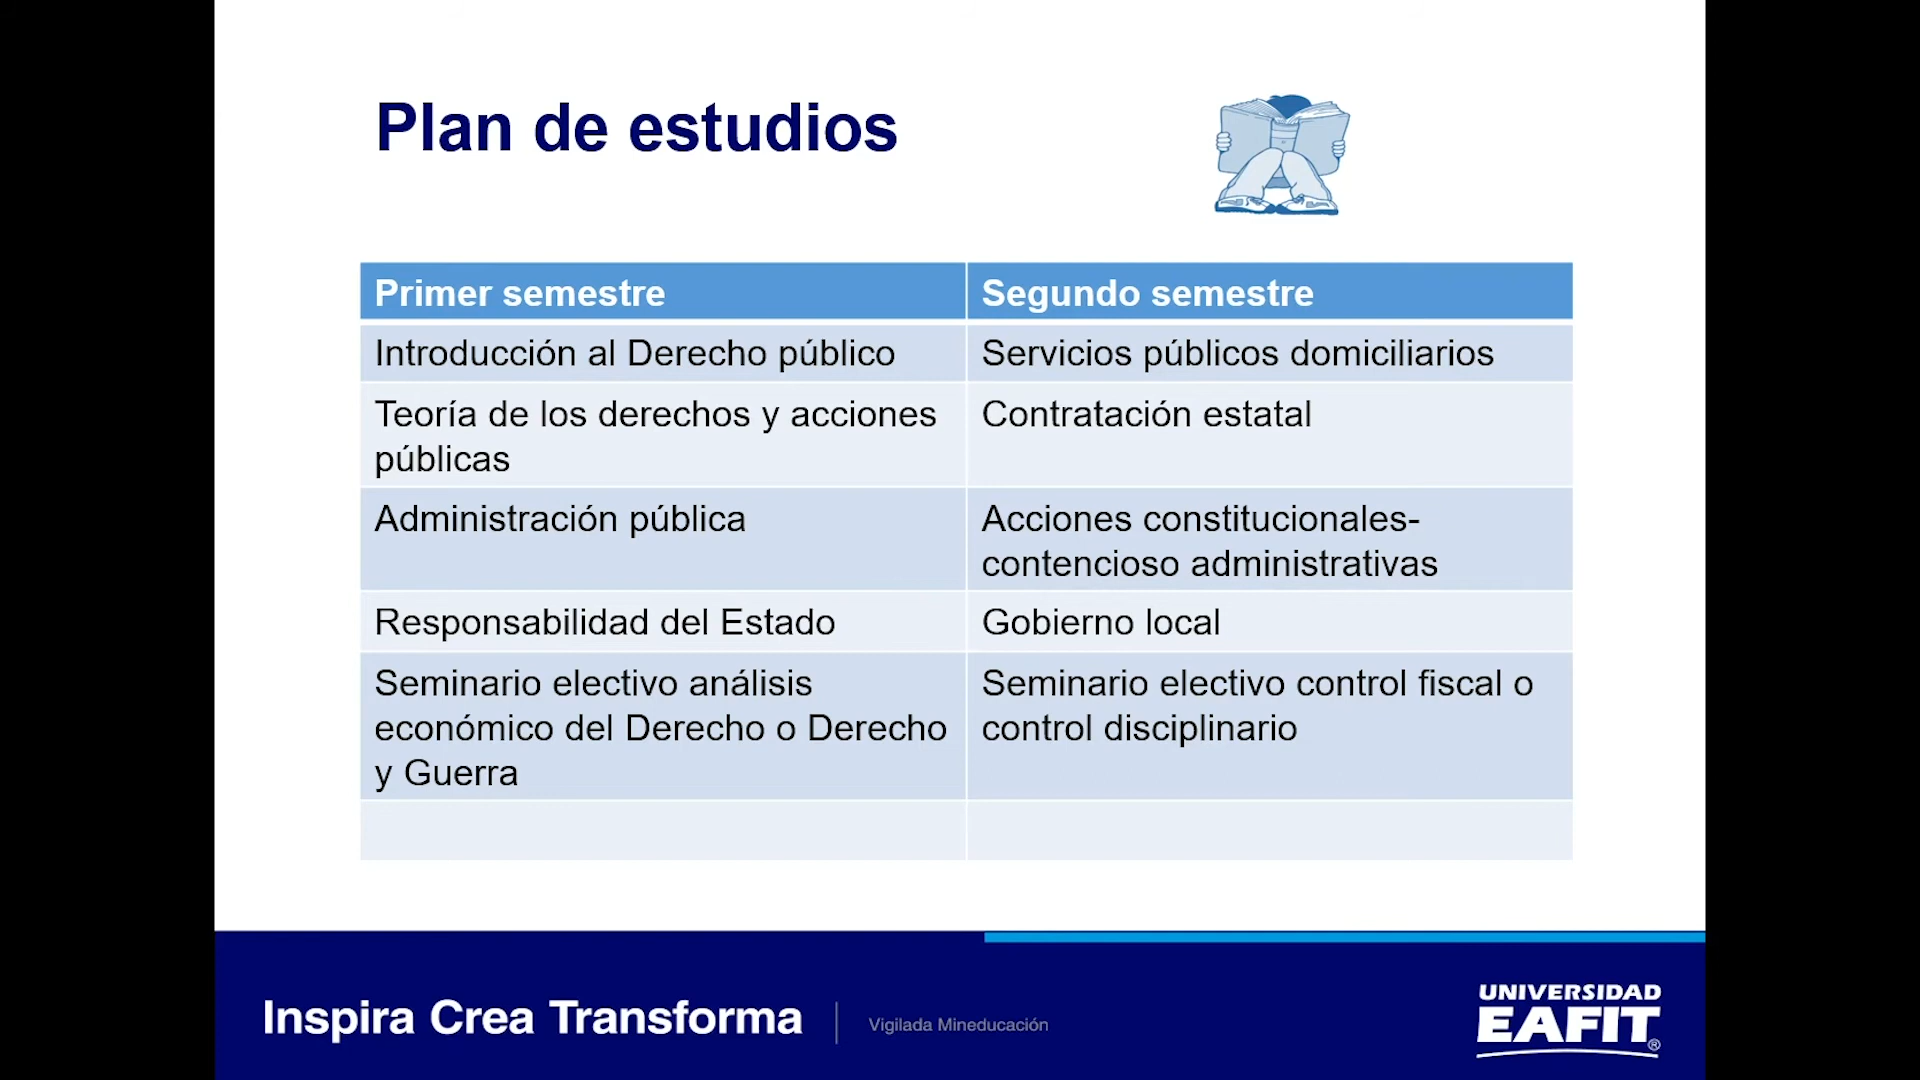 Plan de estudios
Primer semestre
Segundo semestre
Introducción al Derecho público
Servicios públicos domiciliarios
Teoría de los derechos y acciones
públicas
Contratación estatal
Administración pública
Acciones constitucionales-
contencioso administrativas
Responsabilidad del Estado
Gobierno local
Seminario electivo análisis
económico del Derecho o Derecho
y Guerra
Seminario electivo control fiscal o
control disciplinario
Inspira Crea Transforma
Vigilada Mineducación
UNIVERSIDAD
EAFIT®